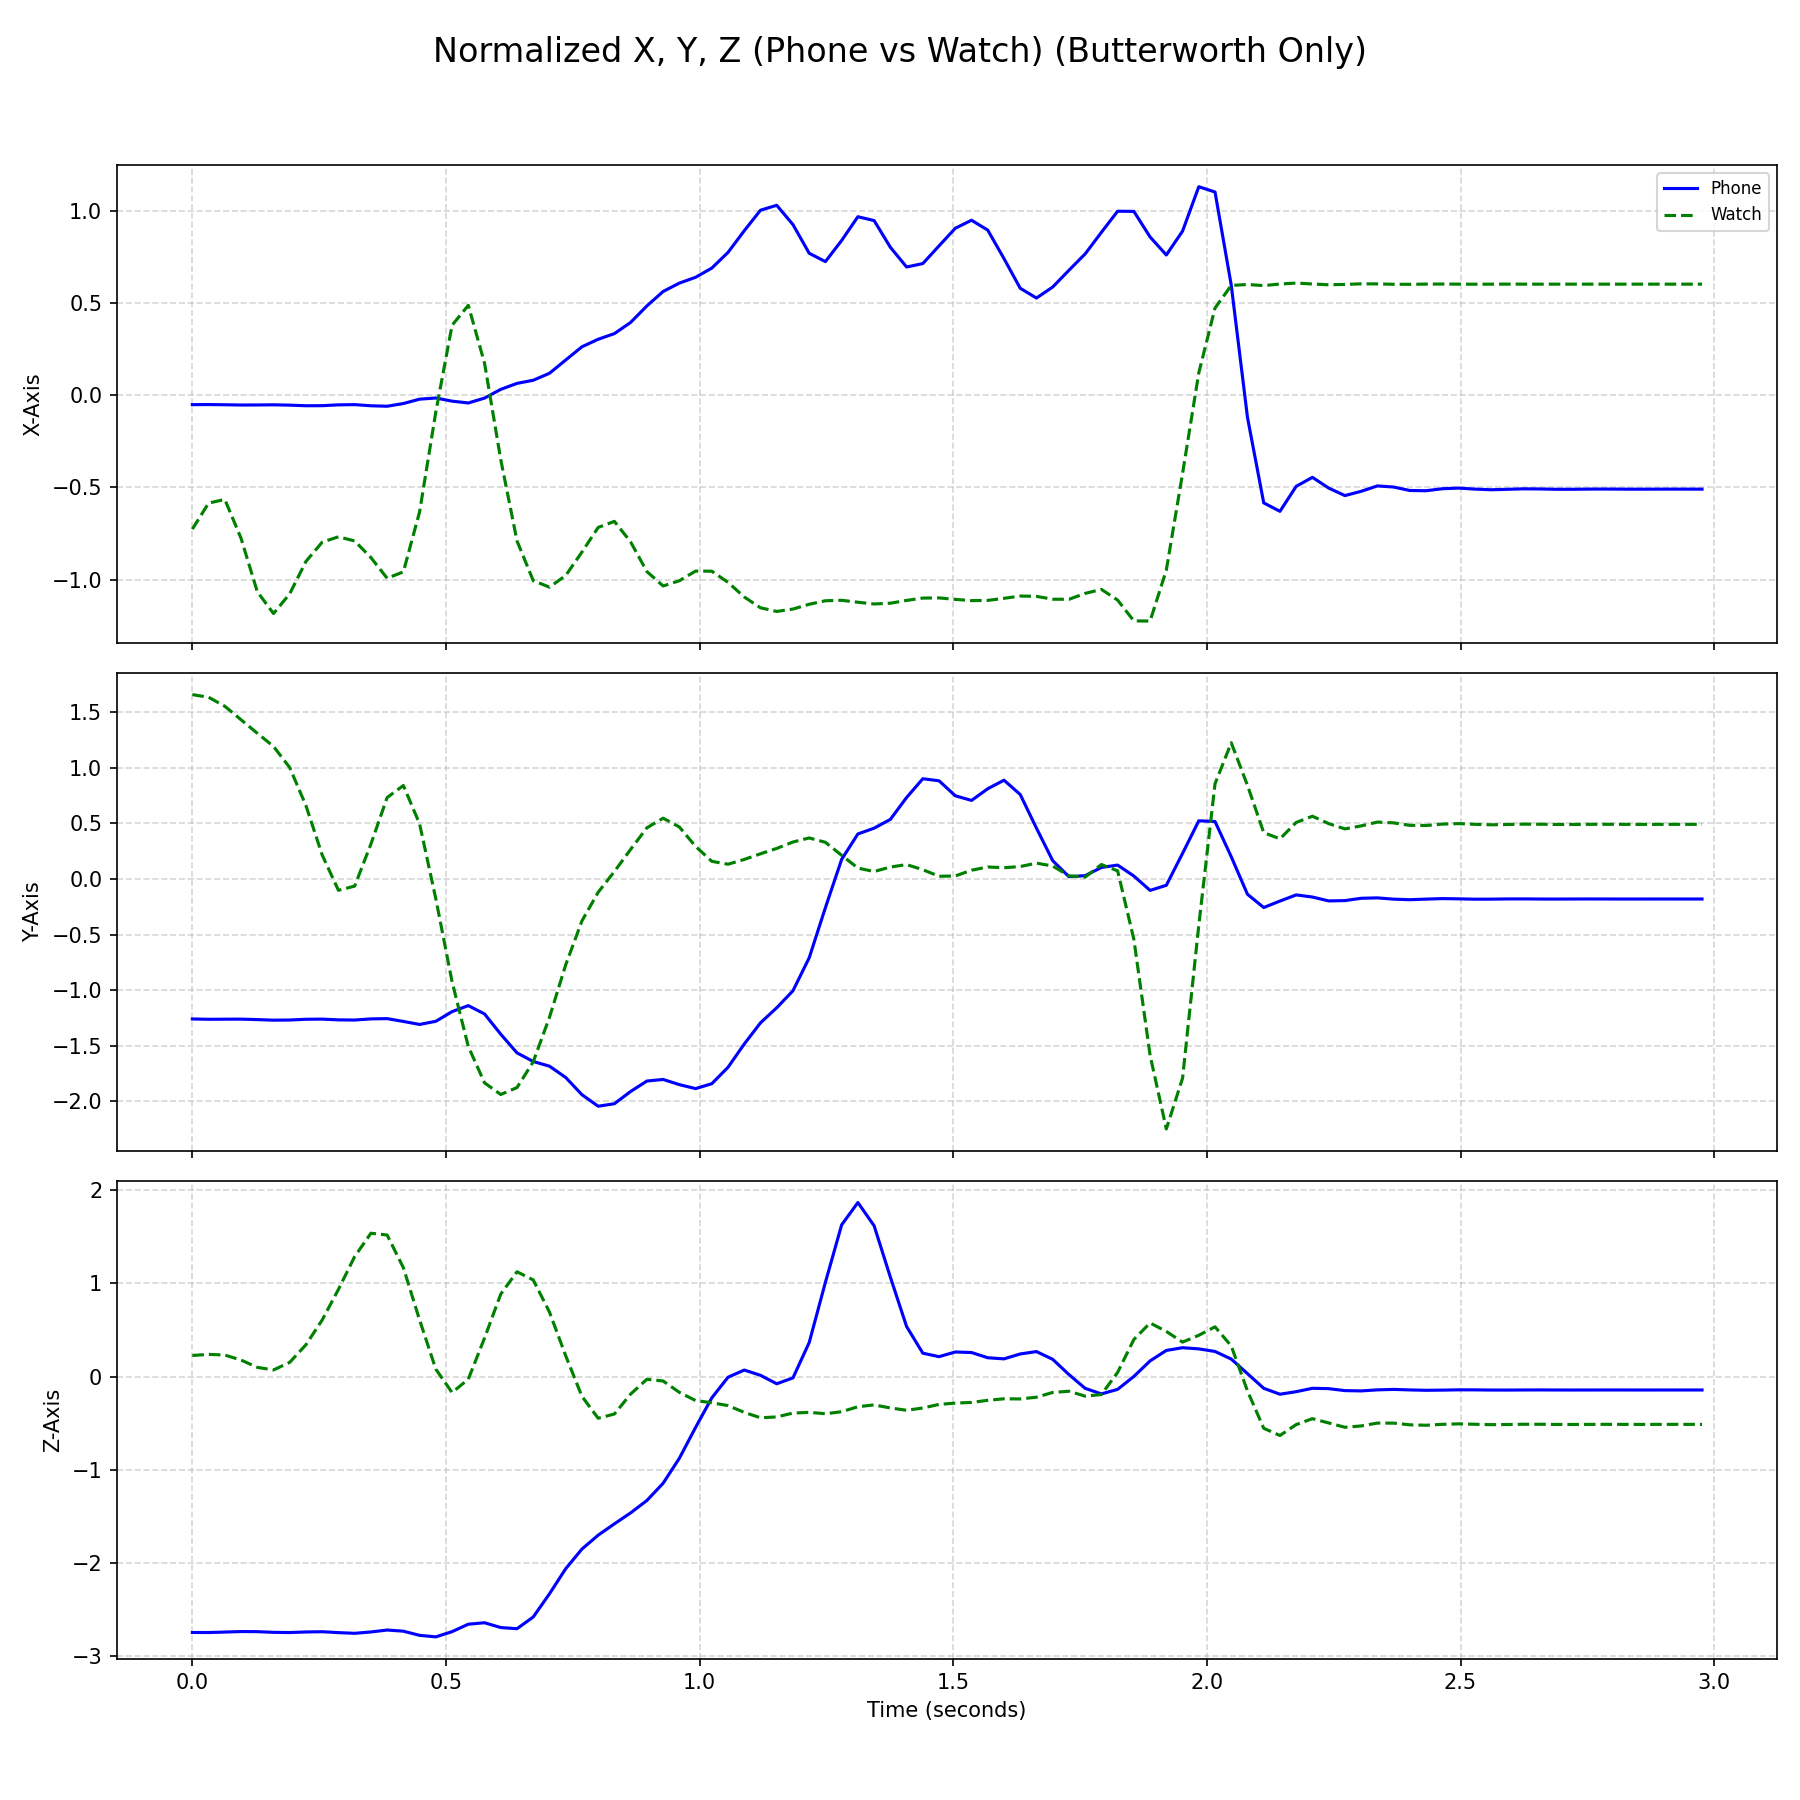 Normalized X, Y, Z (Phone vs Watch) (Butterworth Only)
Phone
Watch
1.0
0.5
0.0
−0.5
−1.0
X-Axis
1.5
1.0
0.5
0.0
−0.5
−1.0
−1.5
−2.0
Y-Axis
2
1
0
−1
−2
−3
Z-Axis
0.0 0.5 1.0 1.5 2.0 2.5 3.0
Time (seconds)